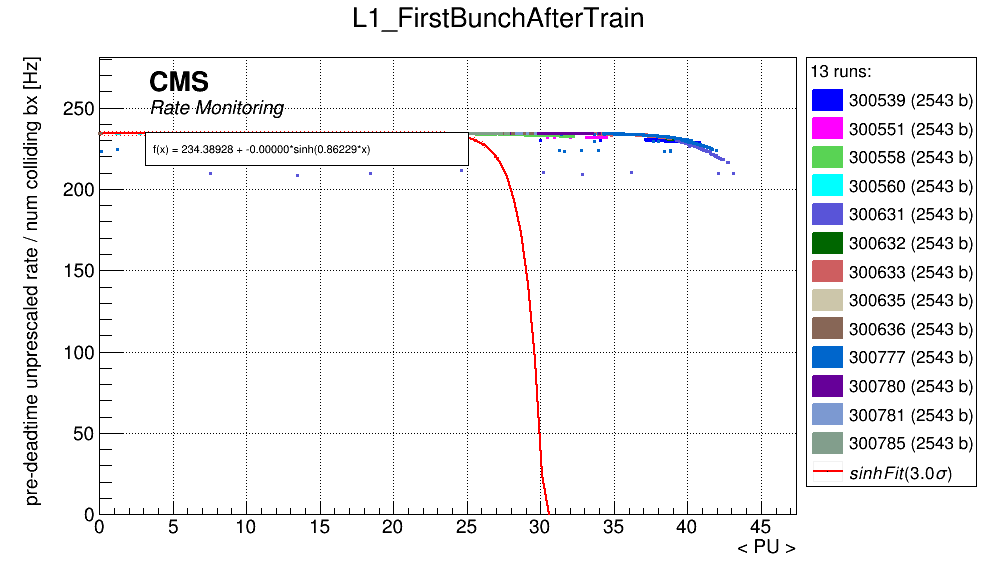 L1_FirstBunchAfterTrain
pre-deadtime unprescaled rate / num colliding bx [Hz]
CMS
Rate Monitoring
f(x) = 234.38928 + -0.00000*sinh(0.86229*x)
250
200
150
100
50
0
0 5 10 15 20 25 30 35 40 45
< PU >
13 runs:
300539 (2543 b)
300551 (2543 b)
300558 (2543 b)
300560 (2543 b)
300631 (2543 b)
300632 (2543 b)
300633 (2543 b)
300635 (2543 b)
300636 (2543 b)
300777 (2543 b)
300780 (2543 b)
300781 (2543 b)
300785 (2543 b)
sinhFit(3.0σ)